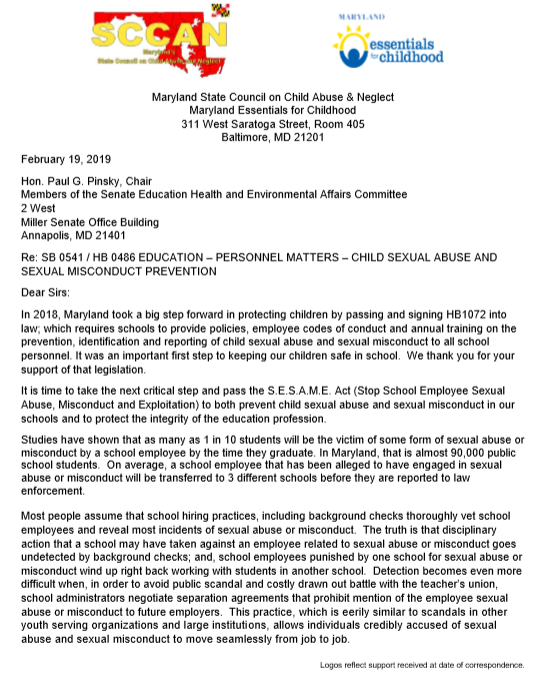 SCCAN
Maryland's
State Council on Child Abuse & Neglect
MARYLAND
essentials
for childhood
Maryland State Council on Child Abuse & Neglect
Maryland Essentials for Childhood
311 West Saratoga Street, Room 405
Baltimore, MD 21201
February 19, 2019
Hon. Paul G. Pinsky, Chair
Members of the Senate Education Health and Environmental Affairs Committee
2 West
Miller Senate Office Building
Annapolis, MD 21401
Re: SB 0541 / HB 0486 EDUCATION – PERSONNEL MATTERS – CHILD SEXUAL ABUSE AND
SEXUAL MISCONDUCT PREVENTION
Dear Sirs:
In 2018, Maryland took a big step forward in protecting children by passing and signing HB1072 into
law; which requires schools to provide policies, employee codes of conduct and annual training on the
prevention, identification and reporting of child sexual abuse and sexual misconduct to all school
personnel. It was an important first step to keeping our children safe in school. We thank you for your
support of that legislation.
It is time to take the next critical step and pass the S.E.S.A.M.E. Act (Stop School Employee Sexual
Abuse, Misconduct and Exploitation) to both prevent child sexual abuse and sexual misconduct in our
schools and to protect the integrity of the education profession.
Studies have shown that as many as 1 in 10 students will be the victim of some form of sexual abuse or
misconduct by a school employee by the time they graduate. In Maryland, that is almost 90,000 public
school students. On average, a school employee that has been alleged to have engaged in sexual
abuse or misconduct will be transferred to 3 different schools before they are reported to law
enforcement.
Most people assume that school hiring practices, including background checks thoroughly vet school
employees and reveal most incidents of sexual abuse or misconduct. The truth is that disciplinary
action that a school may have taken against an employee related to sexual abuse or misconduct goes
undetected by background checks; and, school employees punished by one school for sexual abuse or
misconduct wind up right back working with students in another school. Detection becomes even more
difficult when, in order to avoid public scandal and costly drawn out battle with the teacher's union,
school administrators negotiate separation agreements that prohibit mention of the employee sexual
abuse or misconduct to future employers. This practice, which is eerily similar to scandals in other
youth serving organizations and large institutions, allows individuals credibly accused of sexual
abuse and sexual misconduct to move seamlessly from job to job.
Logos reflect support received at date of correspondence.